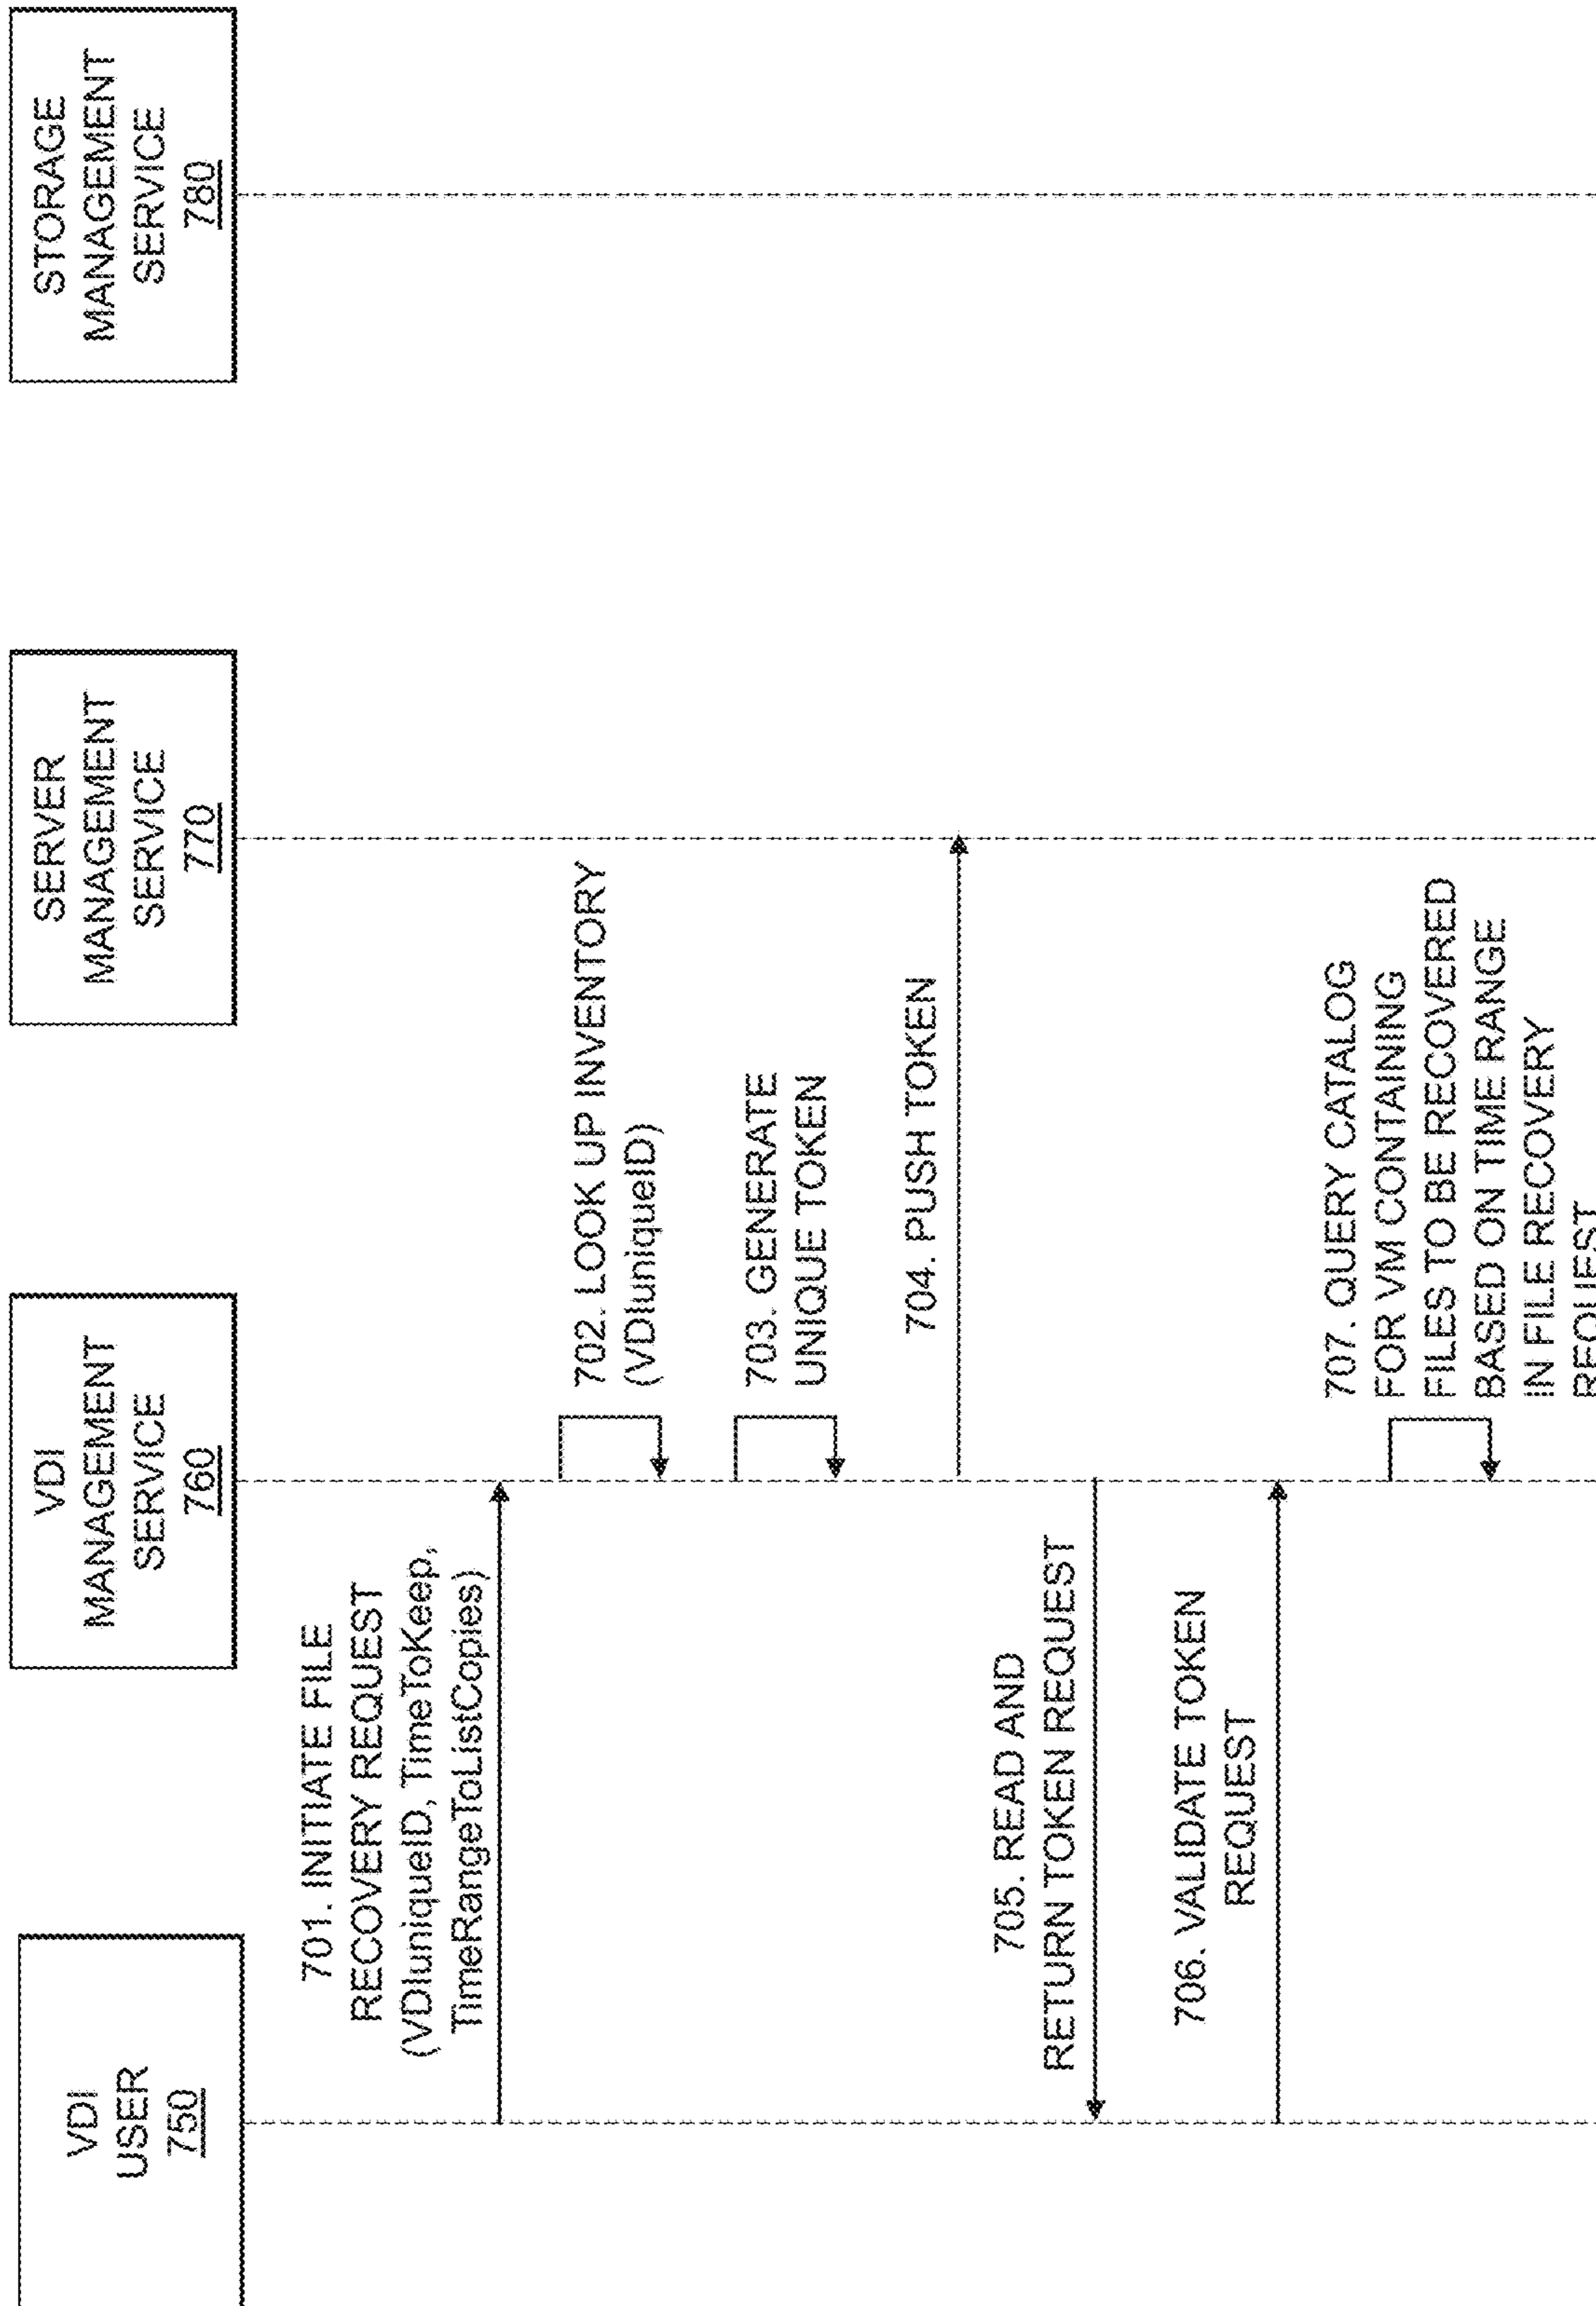 VDI
USER
750
VDI
MANAGEMENT
SERVICE
760
SERVER
MANAGEMENT
SERVICE
770
STORAGE
MANAGEMENT
SERVICE
780
701. INITIATE FILE
RECOVERY REQUEST
(VDIuniqueID, TimeToKeep,
TimeRangeToListCopies)
702. LOOK UP INVENTORY
(VDIuniqueID)
703. GENERATE
UNIQUE TOKEN
704. PUSH TOKEN
705. READ AND
RETURN TOKEN REQUEST
706. VALIDATE TOKEN
REQUEST
707. QUERY CATALOG
FOR VM CONTAINING
FILES TO BE RECOVERED
BASED ON TIME RANGE
IN FILE RECOVERY
REQUEST